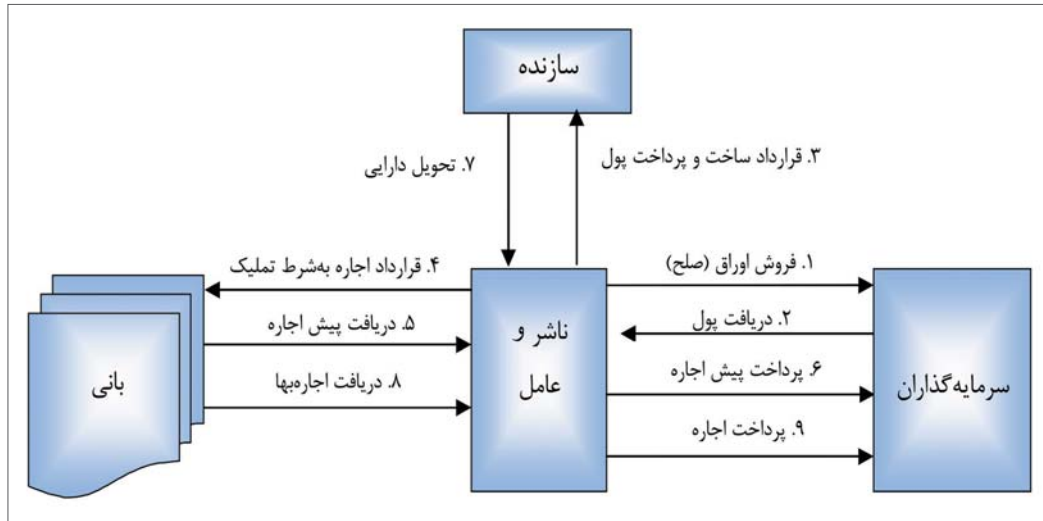 سازنده
۳. قرارداد ساخت و پرداخت پول
۷. تحویل دارایی
۱. فروش اوراق (صلح)
۴. قرارداد اجاره به‌شرط تملیک
۲. دریافت پول
۵. دریافت پیش اجاره
۶. پرداخت پیش اجاره
۸. دریافت اجاره‌بها
۹. پرداخت اجاره
سرمایه‌گذاران
ناشر و
عامل
بانی